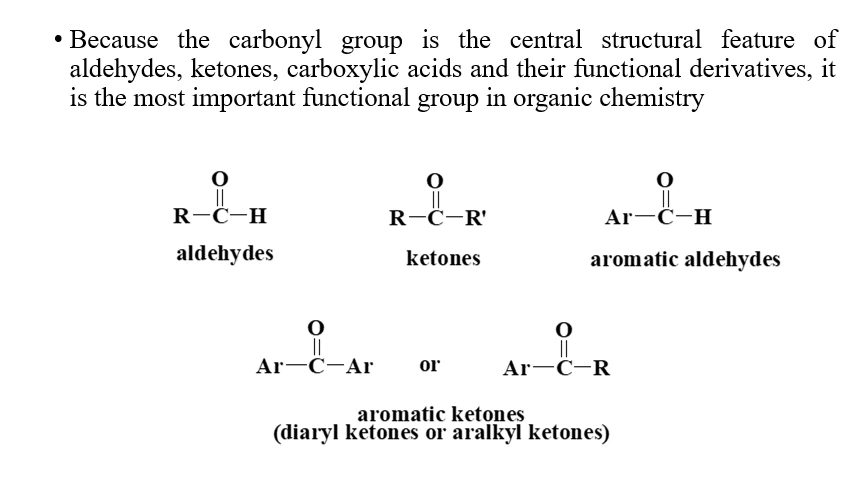 • Because the carbonyl group is the central structural feature of
aldehydes, ketones, carboxylic acids and their functional derivatives, it
is the most important functional group in organic chemistry
O
||
R—C—H
aldehydes
O
||
R—C—R'
ketones
O
||
Ar—C—H
aromatic aldehydes
O
||
Ar—C—Ar
or
O
||
Ar—C—R
aromatic ketones
(diaryl ketones or aralkyl ketones)